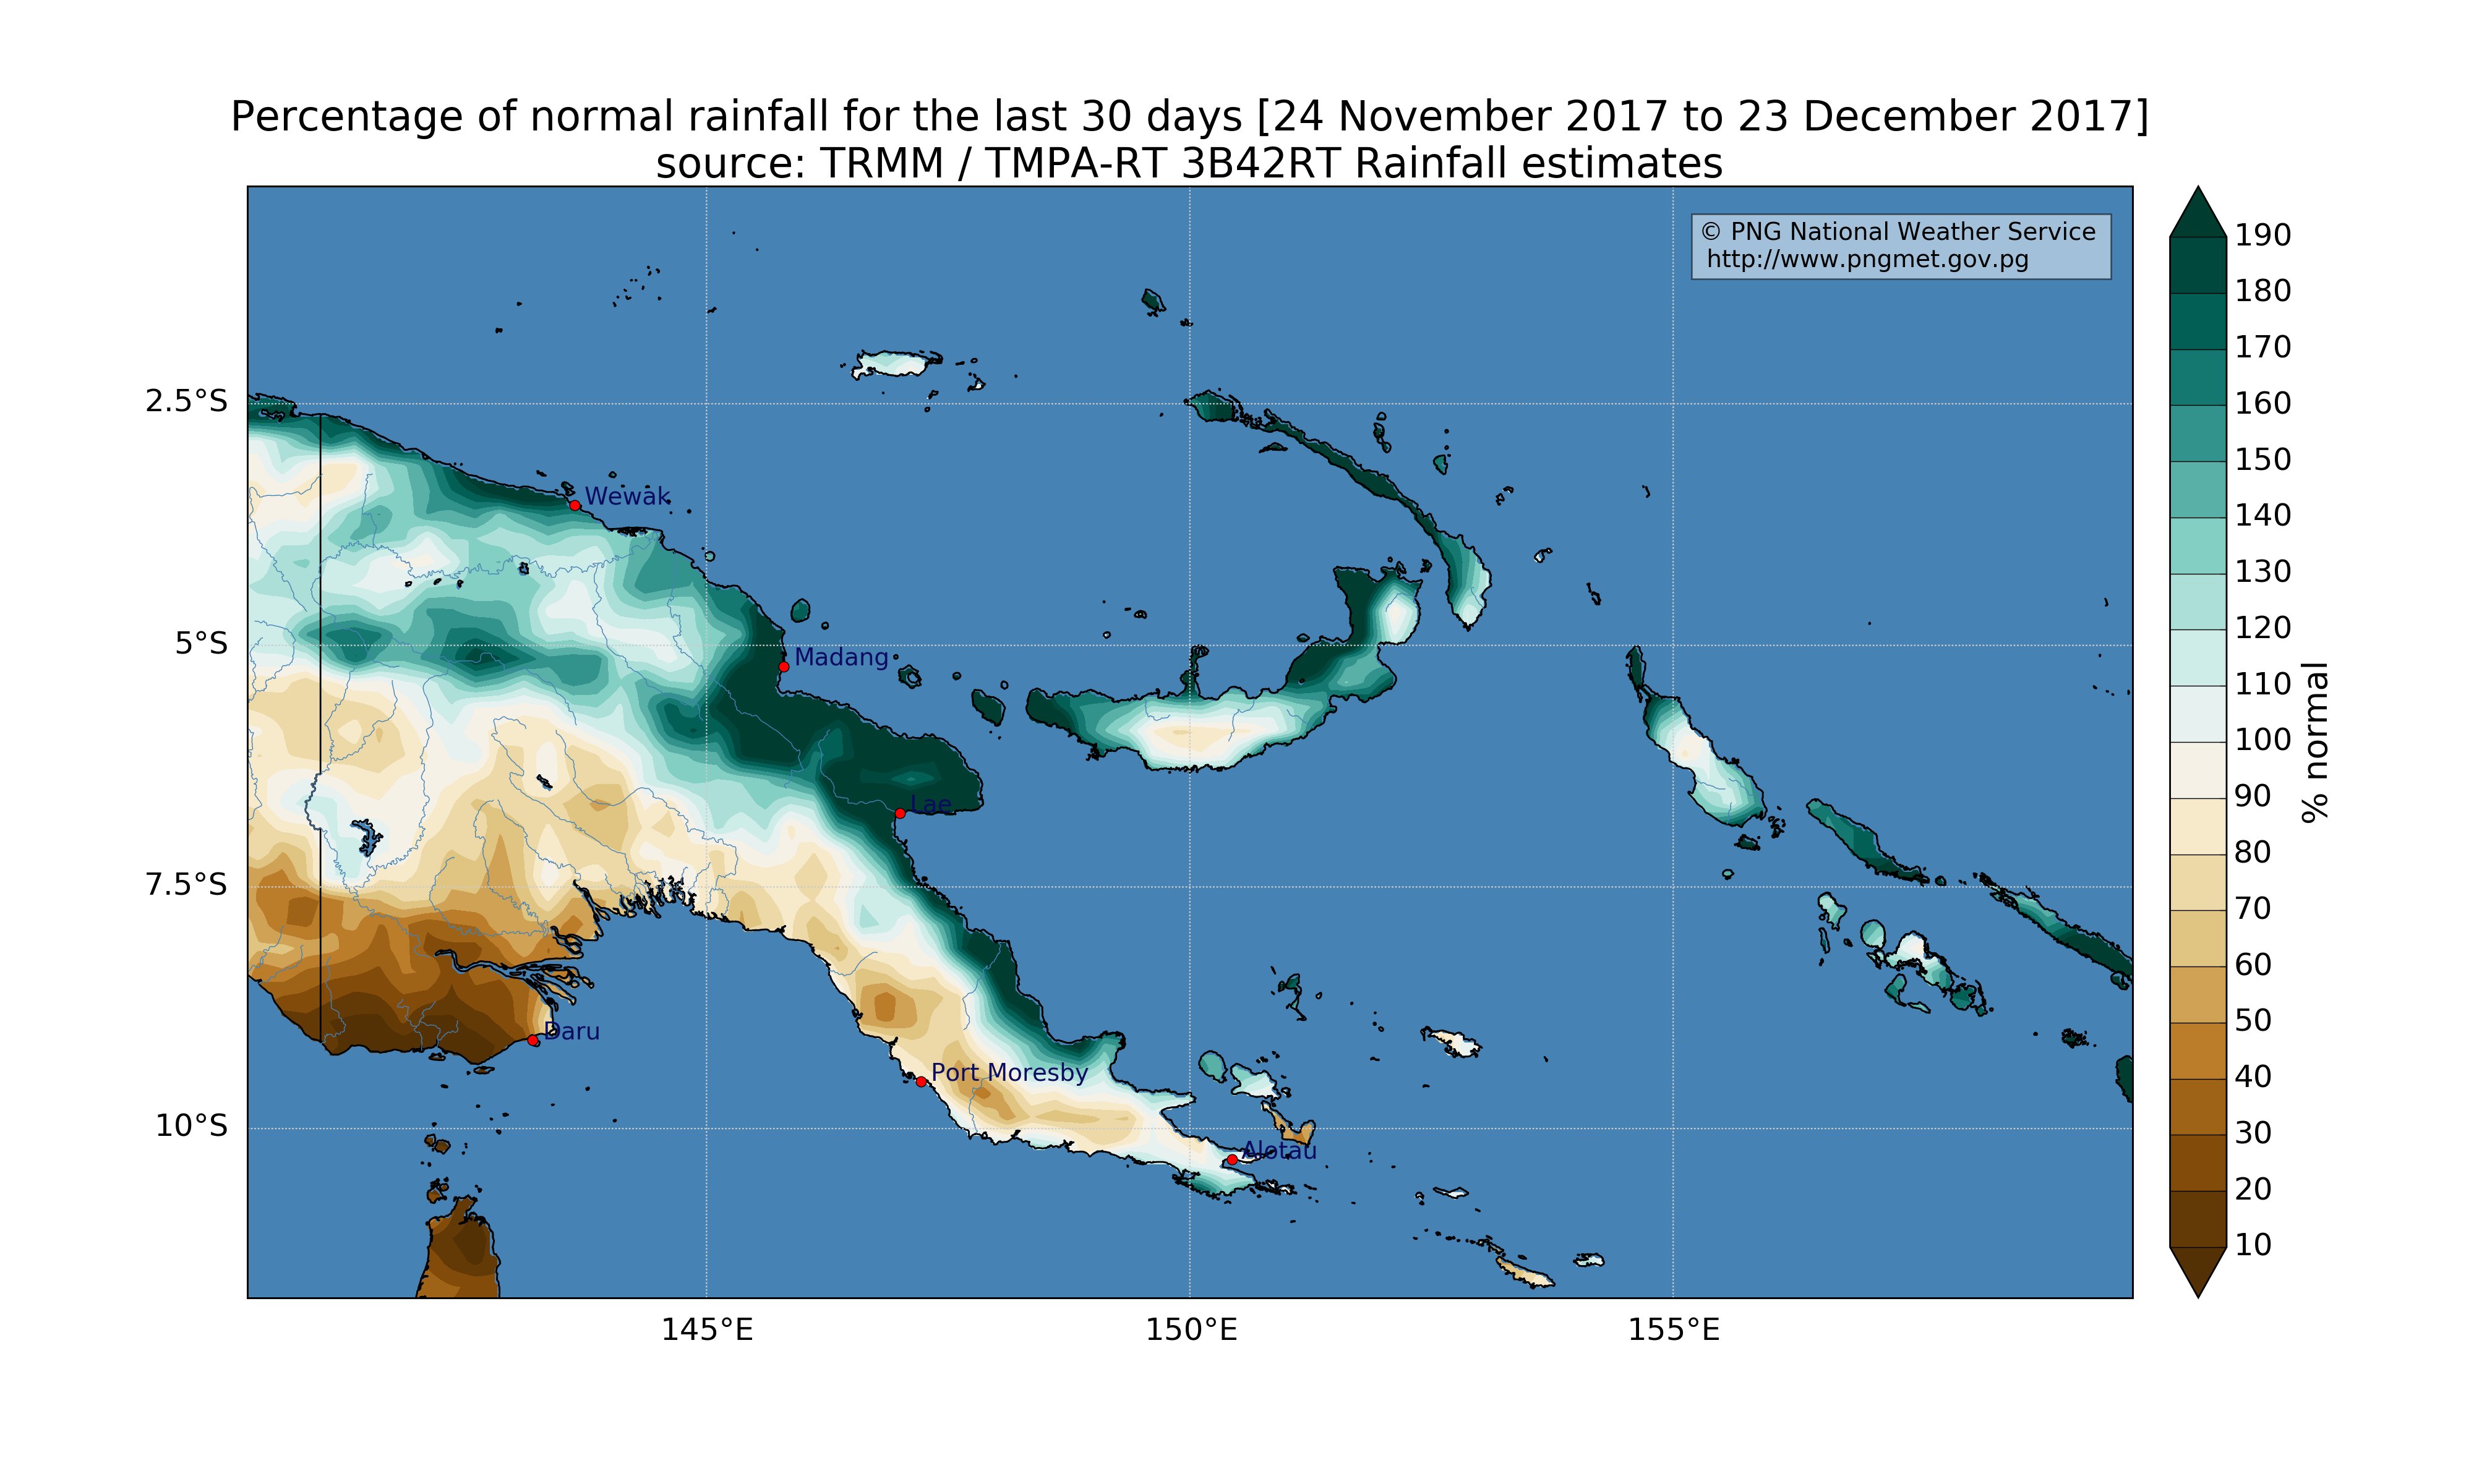 Percentage of normal rainfall for the last 30 days [24 November 2017 to 23 December 2017]
source: TRMM / TMPA-RT 3B42RT Rainfall estimates
© PNG National Weather Service
http://www.pngmet.gov.pg
190
180
170
160
150
140
130
120
110
100
90
80
70
60
50
40
30
20
10
% normal
2.5°S
5°S
7.5°S
10°S
Wewak
Madang
Lae
Daru
Port Moresby
Alotau
145°E
150°E
155°E